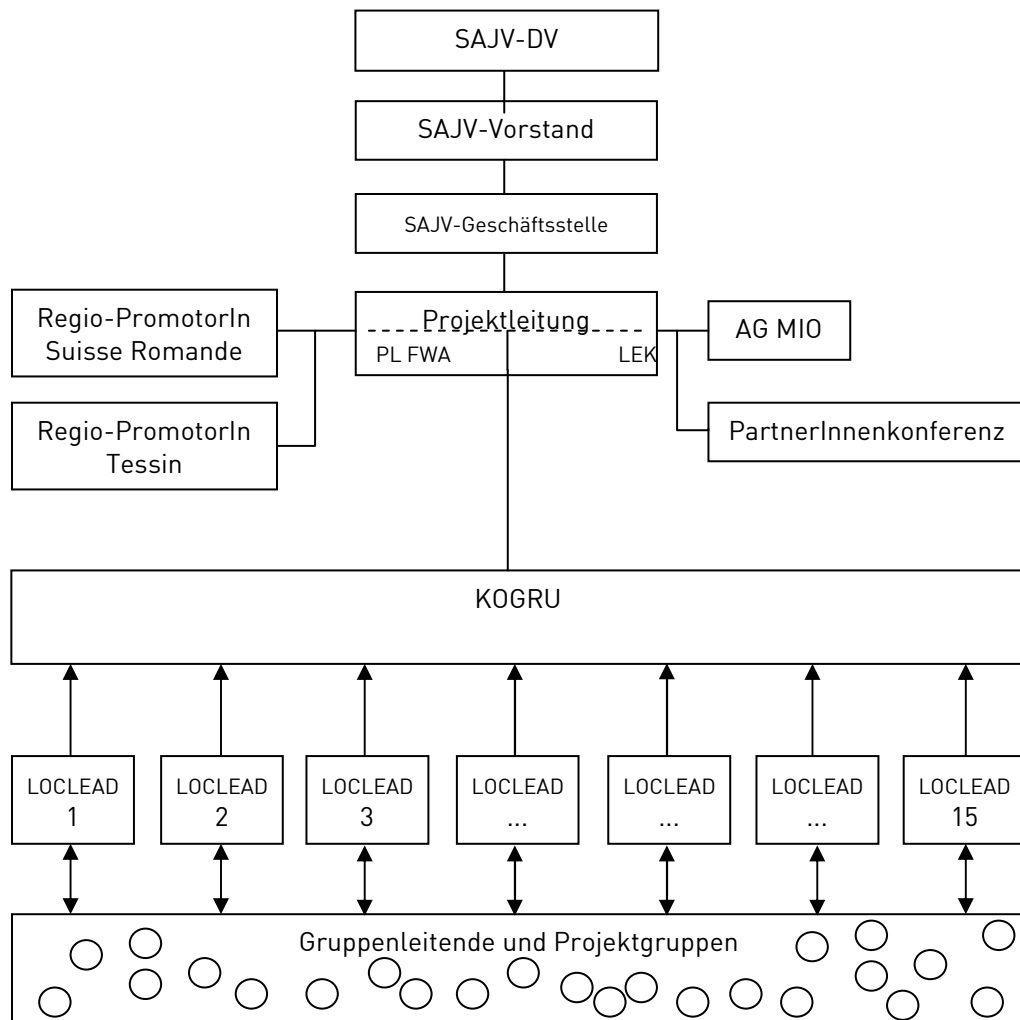 SAJV-DV
SAJV-Vorstand
SAJV-Geschäftsstelle
Regio-PromotorIn
Suisse Romande
Projektleitung
PL FWA
LEK
AG MIO
Regio-PromotorIn
Tessin
PartnerInnenkonferenz
KOGRU
LOCLEAD
1
LOCLEAD
2
LOCLEAD
3
LOCLEAD
...
LOCLEAD
...
LOCLEAD
...
LOCLEAD
15
Gruppenleitende und Projektgruppen